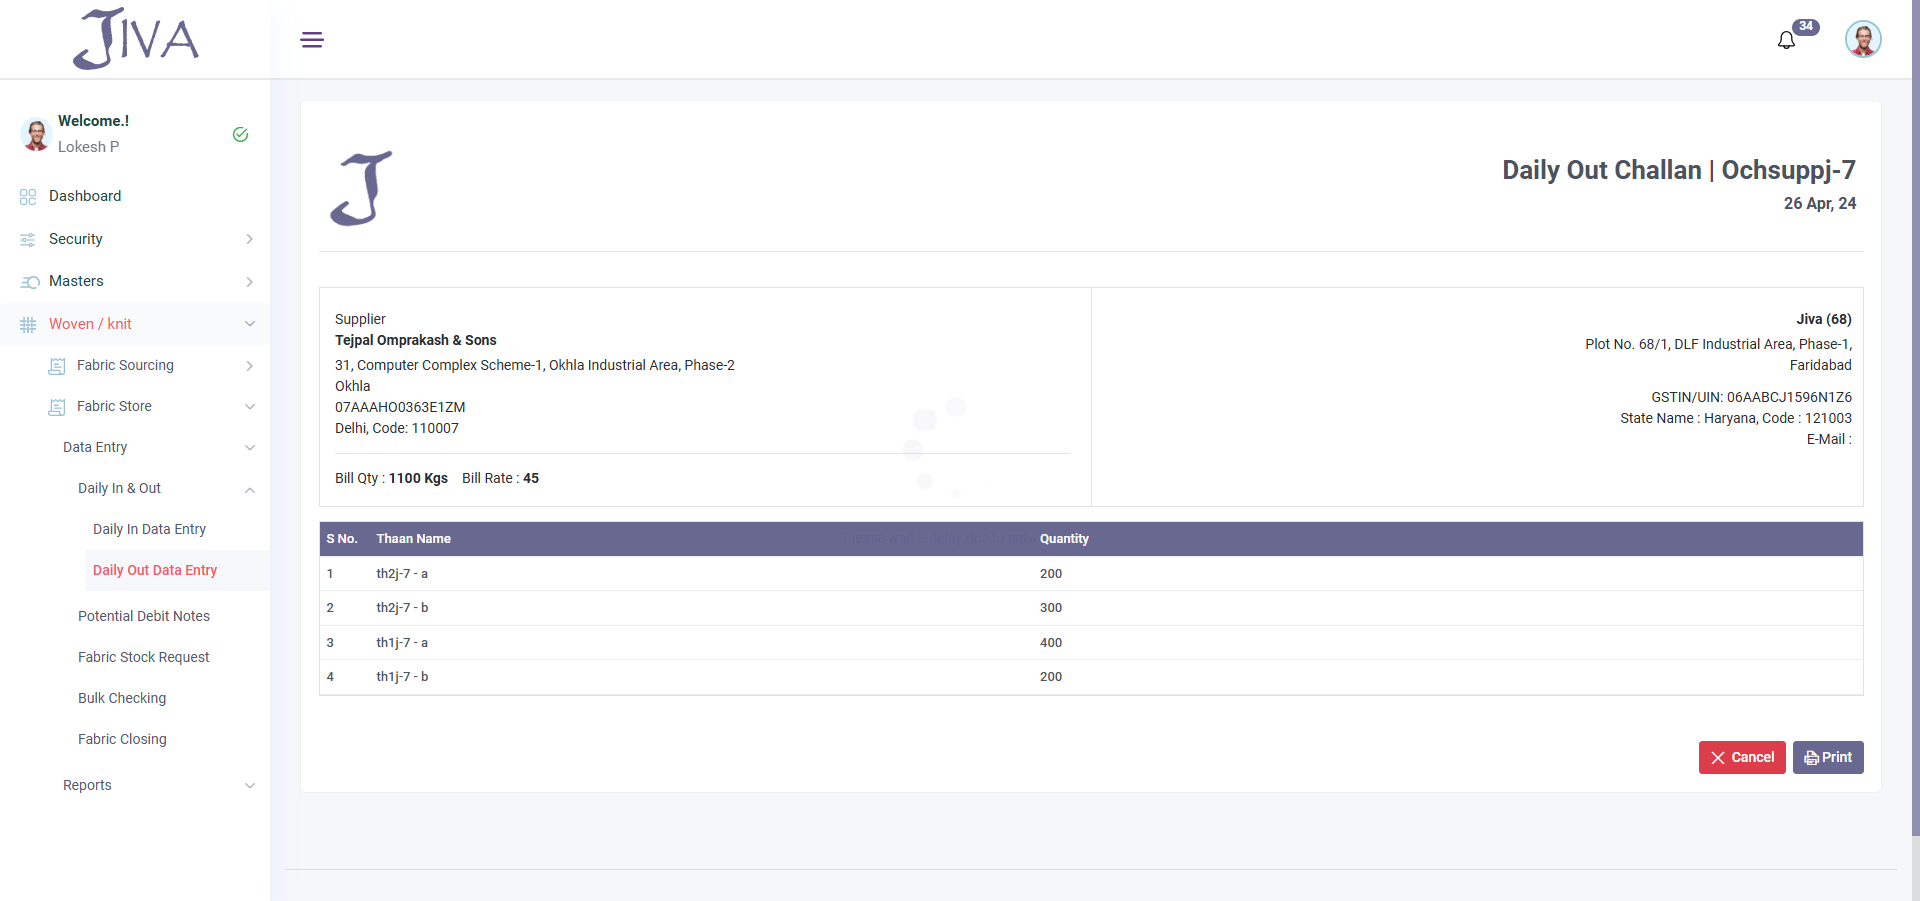 JIVA
34
Welcome.!
Lokesh P
Dashboard
Security
Masters
Woven / knit
Fabric Sourcing
Fabric Store
Data Entry
Daily In & Out
Daily In Data Entry
Daily Out Data Entry
Potential Debit Notes
Fabric Stock Request
Bulk Checking
Fabric Closing
Reports
J
Daily Out Challan | Ochsuppj-7
26 Apr, 24
Supplier
Tejpal Omprakash & Sons
31, Computer Complex Scheme-1, Okhla Industrial Area, Phase-2
Okhla
07AAAHO0363E1ZM
Delhi, Code: 110007
Bill Qty : 1100 Kgs Bill Rate : 45
Jiva (68)
Plot No. 68/1, DLF Industrial Area, Phase-1,
Faridabad
GSTIN/UIN: 06AABCJ1596N1Z6
State Name : Haryana, Code : 121003
E-Mail :
S No. Thaan Name Quantity
1 th2j-7 - a 200
2 th2j-7 - b 300
3 th1j-7 - a 400
4 th1j-7 - b 200
Cancel
Print